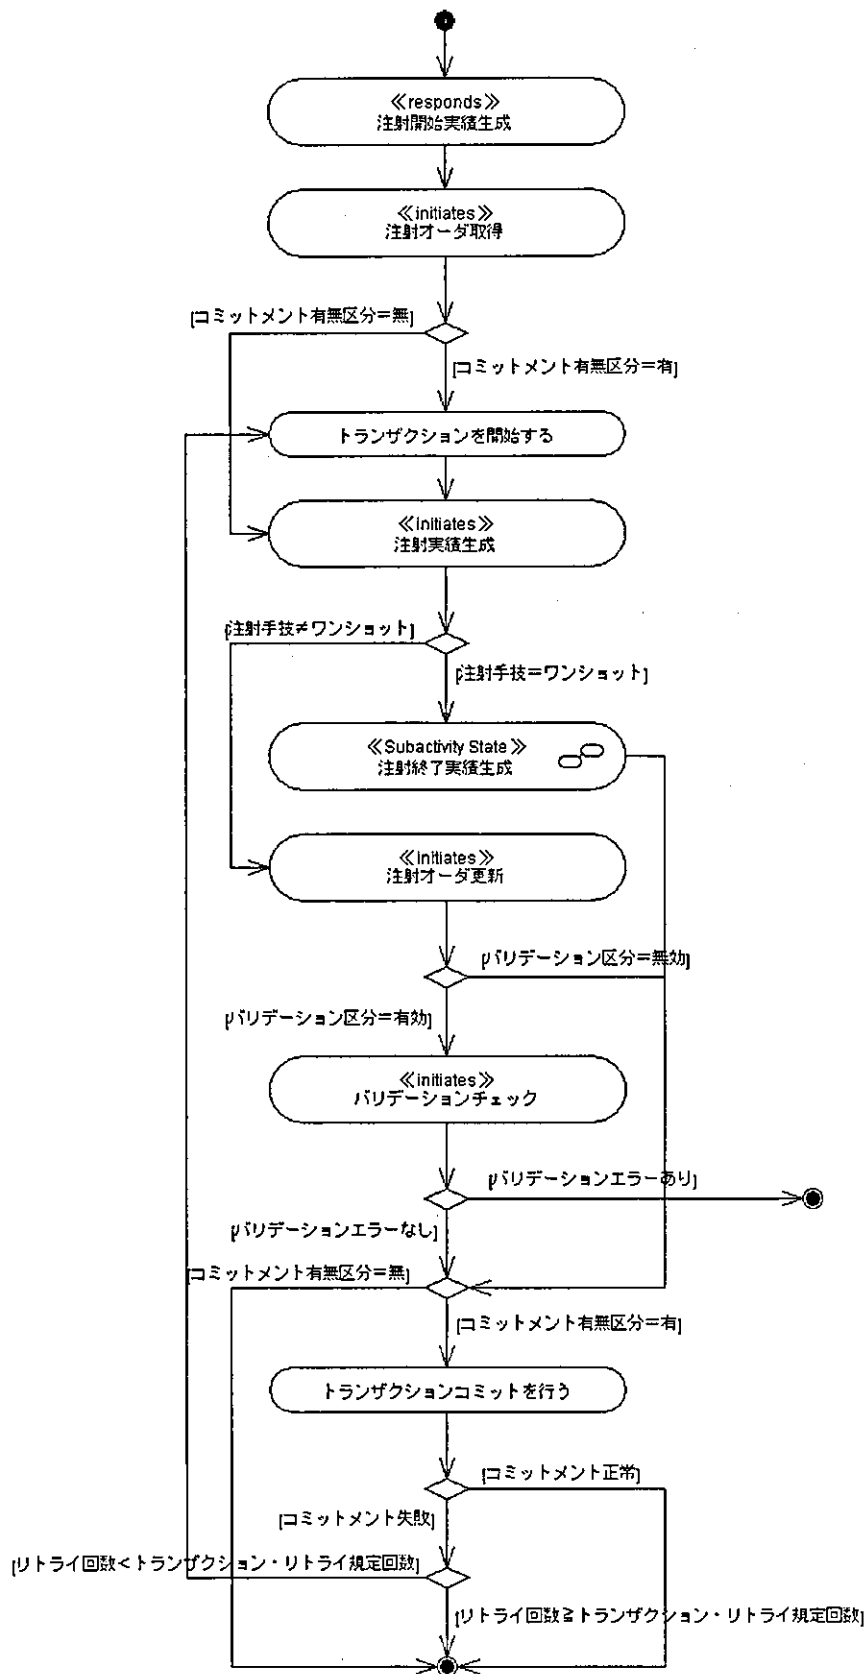 ≪responds≫
注射開始実績生成
≪initiates≫
注射オーダ取得
[コミットメント有無区分＝無]
[コミットメント有無区分＝有]
トランザクションを開始する
≪initiates≫
注射実績生成
[注射手技≠ワンショット]
[注射手技＝ワンショット]
≪Subactivity State≫
注射終了実績生成
≪initiates≫
注射オーダ更新
[バリデーション区分＝無効]
[バリデーション区分＝有効]
≪initiates≫
バリデーションチェック
[バリデーションエラーあり]
[バリデーションエラーなし]
[コミットメント有無区分＝無]
[コミットメント有無区分＝有]
トランザクションコミットを行う
[コミットメント正常]
[コミットメント失敗]
[リトライ回数＜トランザクション・リトライ規定回数]
[リトライ回数≧トランザクション・リトライ規定回数]